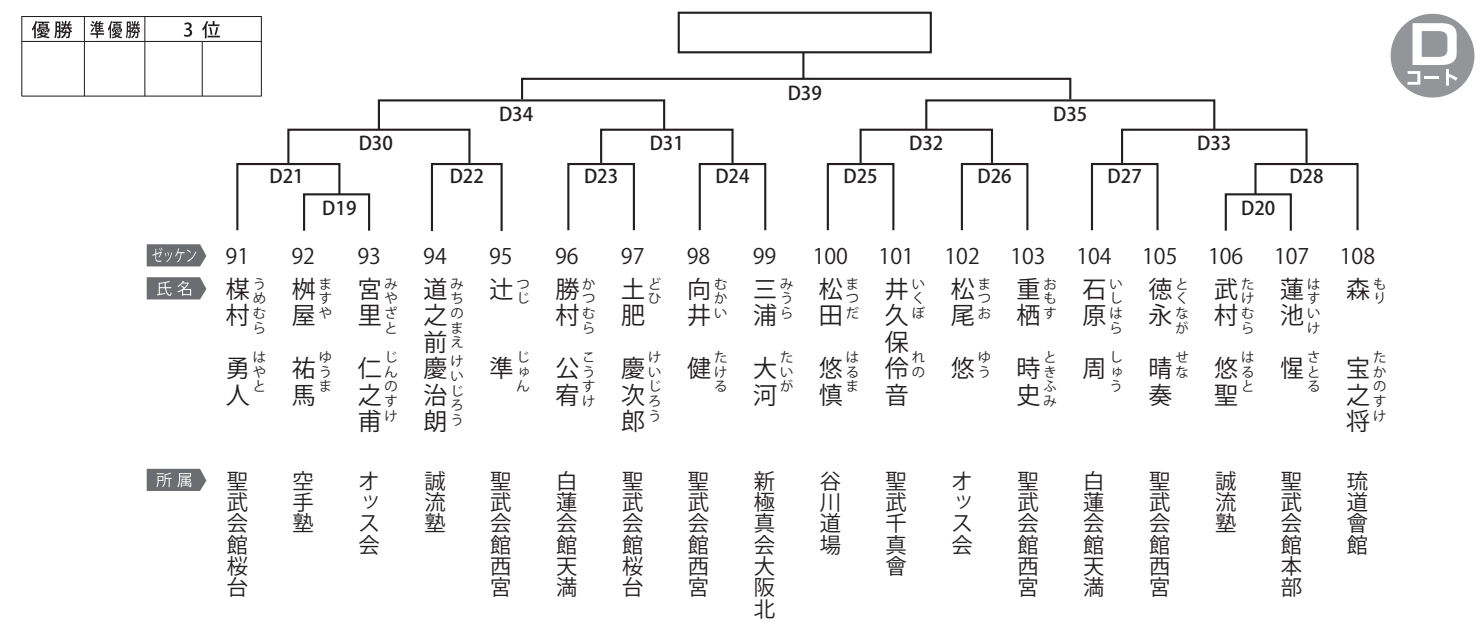 優勝 準優勝 3位
D
コート
D39
D34 D35
D30 D31 D32 D33
D21 D22 D23 D24 D25 D26 D27 D28
D19 D20
ゼッケン 91 92 93 94 95 96 97 98 99 100 101 102 103 104 105 106 107 108
氏名
楳村 勇人 うめむら はやと
桝屋 祐馬 ますや ゆうま
宮里 仁之甫 みやざと じんのすけ
道之前 慶治朗 みちのまえ けいじろう
辻 準 つじ じゅん
勝村 公宥 かつむら こうすけ
土肥 慶次郎 どひ けいじろう
向井 健 むかい たける
三浦 大河 みうら たいが
松田 悠慎 まつだ はるま
井久保 伶音 いくぼ れの
松尾 悠 まつお ゆう
重栖 時史 おもす ときふみ
石原 周 いしはら しゅう
徳永 晴奏 とくなが せな
武村 悠聖 たけむら はると
蓮池 惺 はすいけ さとる
森 宝之将 もり たかのすけ
所属
聖武会館桜台
空手塾
オッス会
誠流塾
聖武会館西宮
白蓮会館天満
聖武会館桜台
聖武会館西宮
新極真会大阪北
谷川道場
聖武千真會
オッス会
聖武会館西宮
白蓮会館天満
聖武会館西宮
誠流塾
聖武会館本部
琉道會館